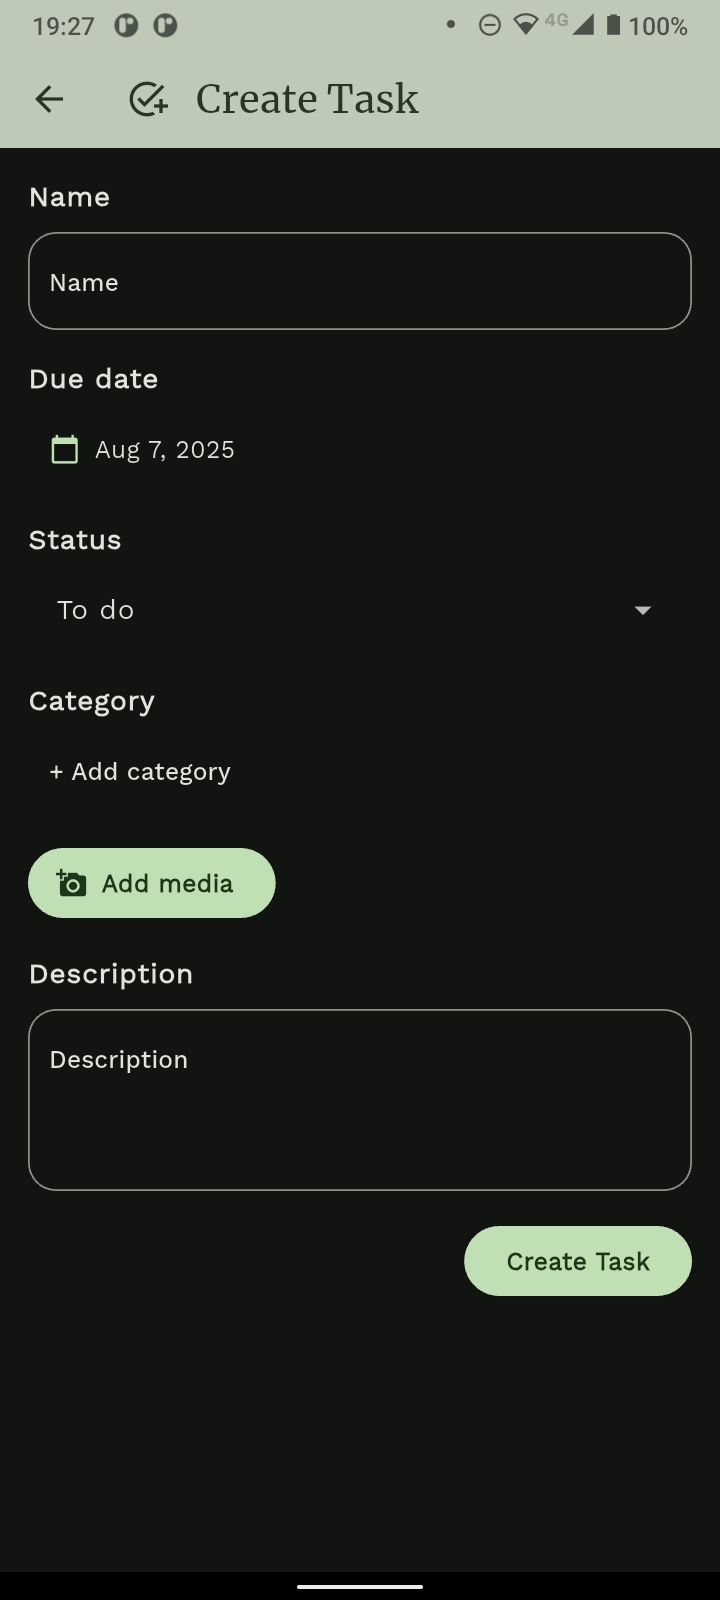 19:27 4G 100%
Create Task
Name
Name
Due date
Aug 7, 2025
Status
To do
Category
+ Add category
Add media
Description
Description
Create Task